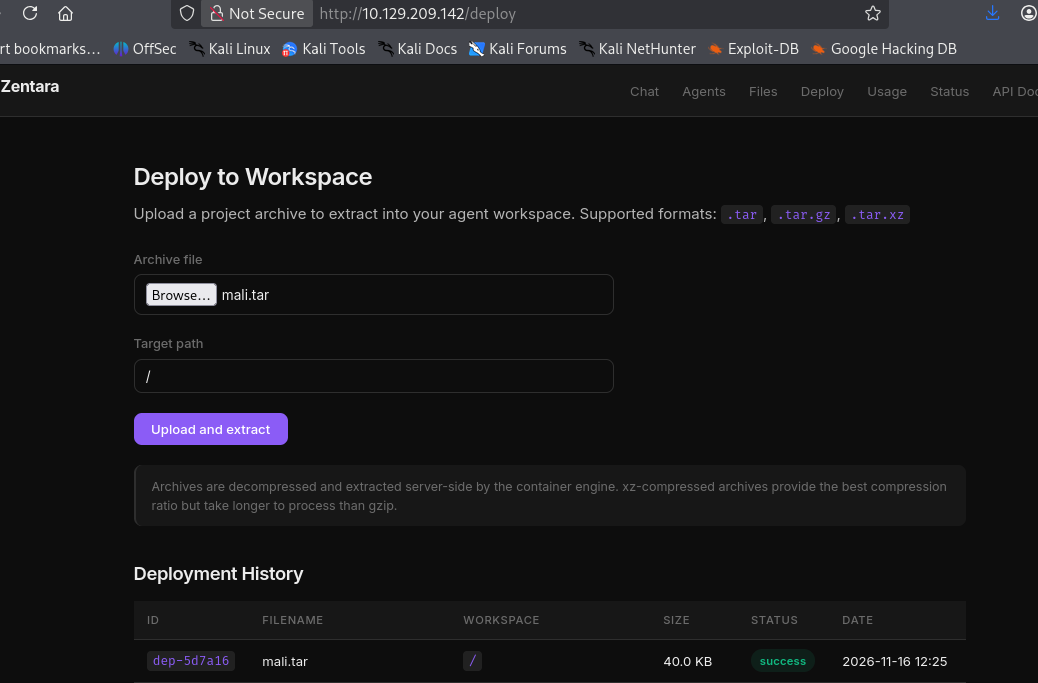 Not Secure http://10.129.209.142/deploy
rt bookmarks… OffSec Kali Linux Kali Tools Kali Docs Kali Forums Kali NetHunter Exploit-DB Google Hacking DB
Zentara Chat Agents Files Deploy Usage Status API Doc
Deploy to Workspace
Upload a project archive to extract into your agent workspace. Supported formats: .tar, .tar.gz, .tar.xz
Archive file
Browse… mali.tar
Target path
/
Upload and extract
Archives are decompressed and extracted server-side by the container engine. xz-compressed archives provide the best compression
ratio but take longer to process than gzip.
Deployment History
ID FILENAME WORKSPACE SIZE STATUS DATE
dep-5d7a16 mali.tar / 40.0 KB success 2026-11-16 12:25